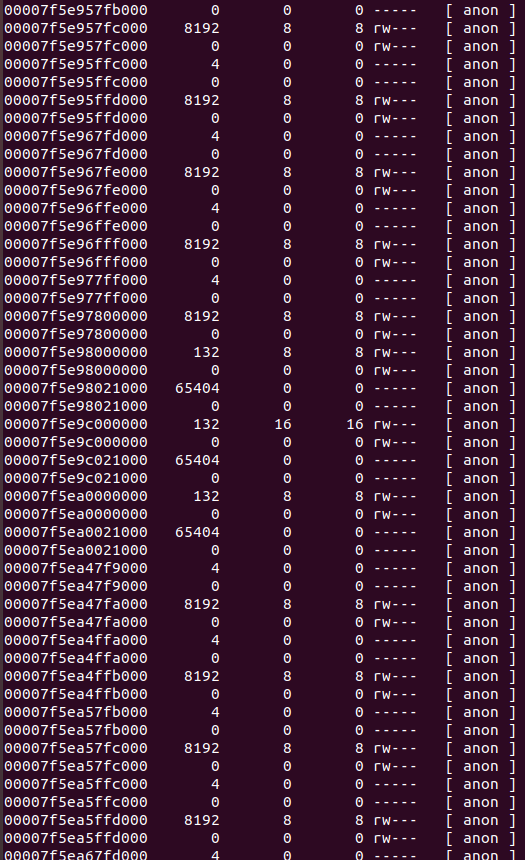 00007f5e957fb000 0 0 0 ----- [ anon ]
00007f5e957fc000 8192 8 8 rw--- [ anon ]
00007f5e957fc000 0 0 0 rw--- [ anon ]
00007f5e95ffc000 4 0 0 ----- [ anon ]
00007f5e95ffc000 0 0 0 ----- [ anon ]
00007f5e95ffd000 8192 8 8 rw--- [ anon ]
00007f5e95ffd000 0 0 0 rw--- [ anon ]
00007f5e967fd000 4 0 0 ----- [ anon ]
00007f5e967fd000 0 0 0 ----- [ anon ]
00007f5e967fe000 8192 8 8 rw--- [ anon ]
00007f5e967fe000 0 0 0 rw--- [ anon ]
00007f5e96ffe000 4 0 0 ----- [ anon ]
00007f5e96ffe000 0 0 0 ----- [ anon ]
00007f5e96fff000 8192 8 8 rw--- [ anon ]
00007f5e96fff000 0 0 0 rw--- [ anon ]
00007f5e977ff000 4 0 0 ----- [ anon ]
00007f5e977ff000 0 0 0 ----- [ anon ]
00007f5e97800000 8192 8 8 rw--- [ anon ]
00007f5e97800000 0 0 0 rw--- [ anon ]
00007f5e98000000 132 8 8 rw--- [ anon ]
00007f5e98000000 0 0 0 rw--- [ anon ]
00007f5e98021000 65404 0 0 ----- [ anon ]
00007f5e98021000 0 0 0 ----- [ anon ]
00007f5e9c000000 132 16 16 rw--- [ anon ]
00007f5e9c000000 0 0 0 rw--- [ anon ]
00007f5e9c021000 65404 0 0 ----- [ anon ]
00007f5e9c021000 0 0 0 ----- [ anon ]
00007f5ea0000000 132 8 8 rw--- [ anon ]
00007f5ea0000000 0 0 0 rw--- [ anon ]
00007f5ea0021000 65404 0 0 ----- [ anon ]
00007f5ea0021000 0 0 0 ----- [ anon ]
00007f5ea47f9000 4 0 0 ----- [ anon ]
00007f5ea47f9000 0 0 0 ----- [ anon ]
00007f5ea47fa000 8192 8 8 rw--- [ anon ]
00007f5ea47fa000 0 0 0 rw--- [ anon ]
00007f5ea4ffa000 4 0 0 ----- [ anon ]
00007f5ea4ffa000 0 0 0 ----- [ anon ]
00007f5ea4ffb000 8192 8 8 rw--- [ anon ]
00007f5ea4ffb000 0 0 0 rw--- [ anon ]
00007f5ea57fb000 4 0 0 ----- [ anon ]
00007f5ea57fb000 0 0 0 ----- [ anon ]
00007f5ea57fc000 8192 8 8 rw--- [ anon ]
00007f5ea57fc000 0 0 0 rw--- [ anon ]
00007f5ea5ffc000 4 0 0 ----- [ anon ]
00007f5ea5ffc000 0 0 0 ----- [ anon ]
00007f5ea5ffd000 8192 8 8 rw--- [ anon ]
00007f5ea5ffd000 0 0 0 rw--- [ anon ]
00007f5ea67fd000 4 0 0 ----- [ anon ]